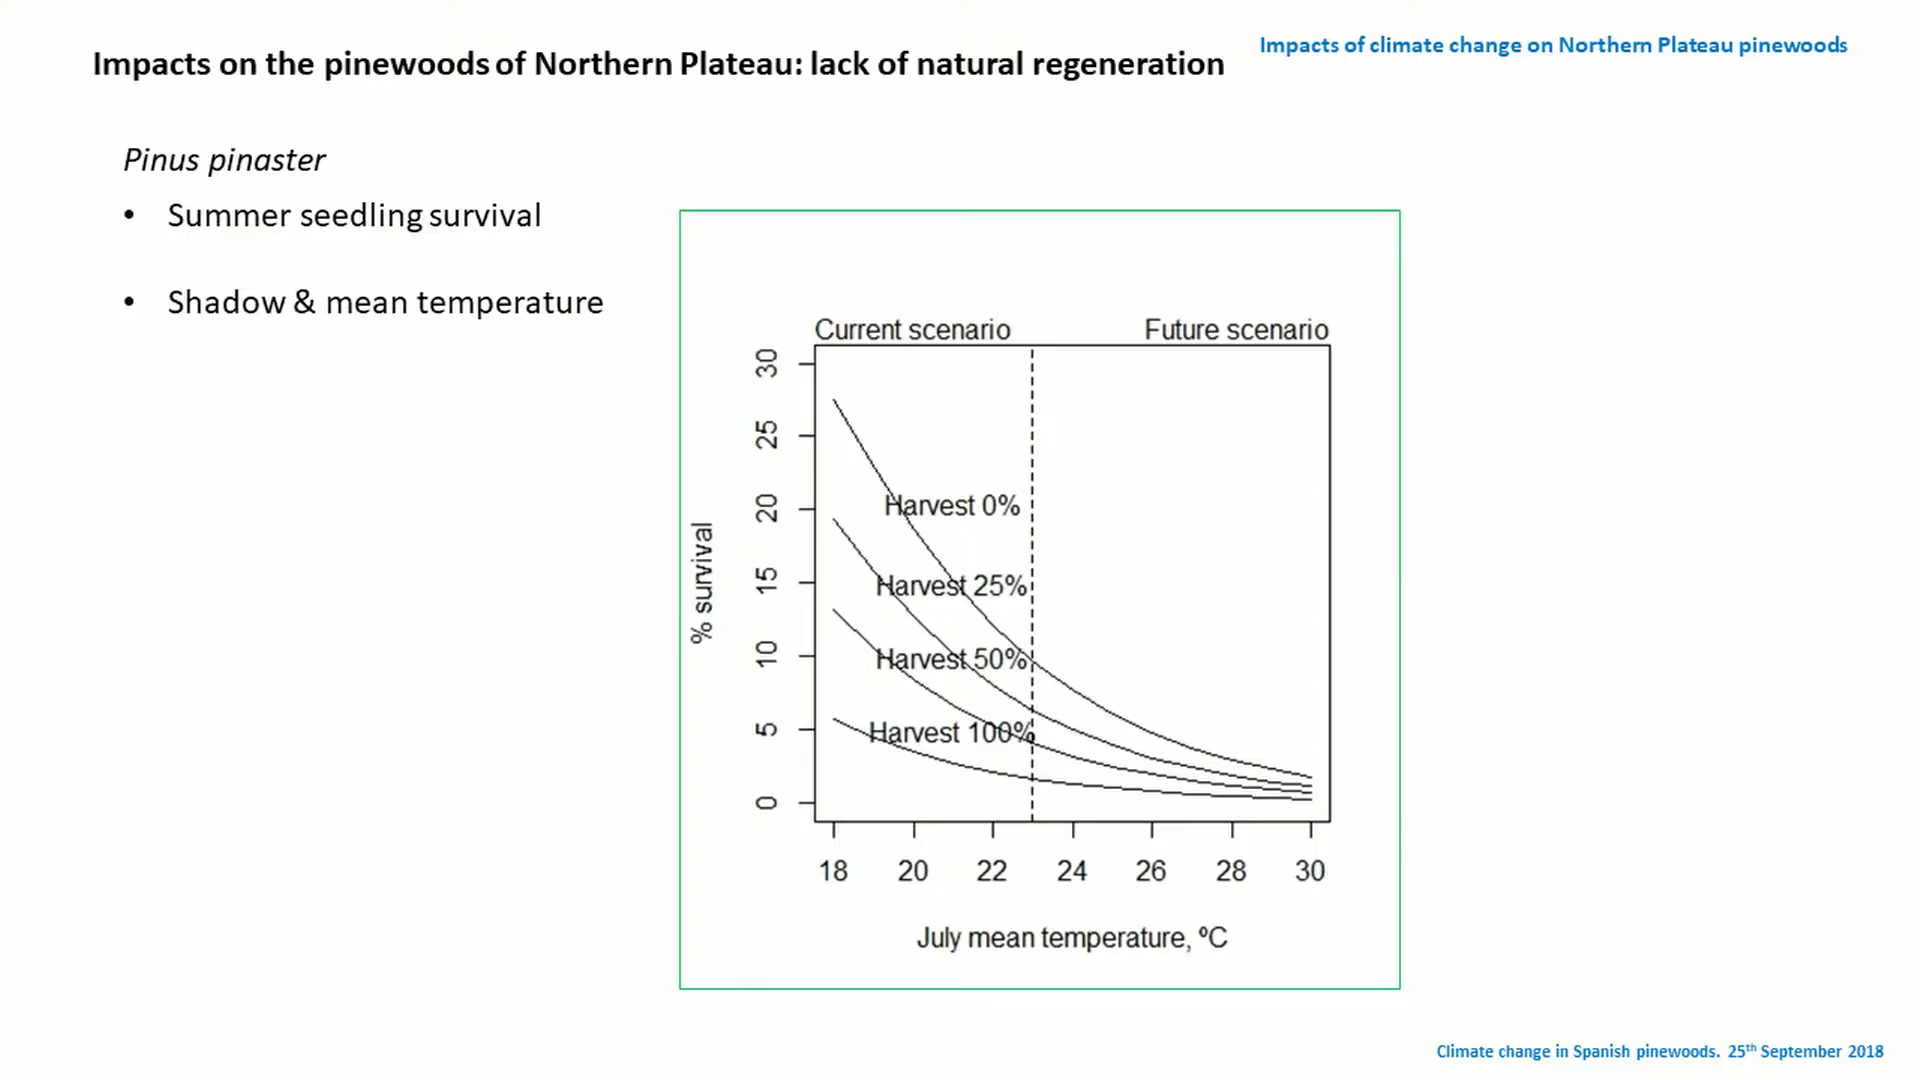 Impacts on the pinewoods of Northern Plateau: lack of natural regeneration
Impacts of climate change on Northern Plateau pinewoods
Pinus pinaster
• Summer seedling survival
• Shadow & mean temperature
Current scenario
Future scenario
30
25
20
15
10
5
0
% survival
Harvest 0%
Harvest 25%
Harvest 50%
Harvest 100%
18 20 22 24 26 28 30
July mean temperature, ºC
Climate change in Spanish pinewoods. 25th September 2018